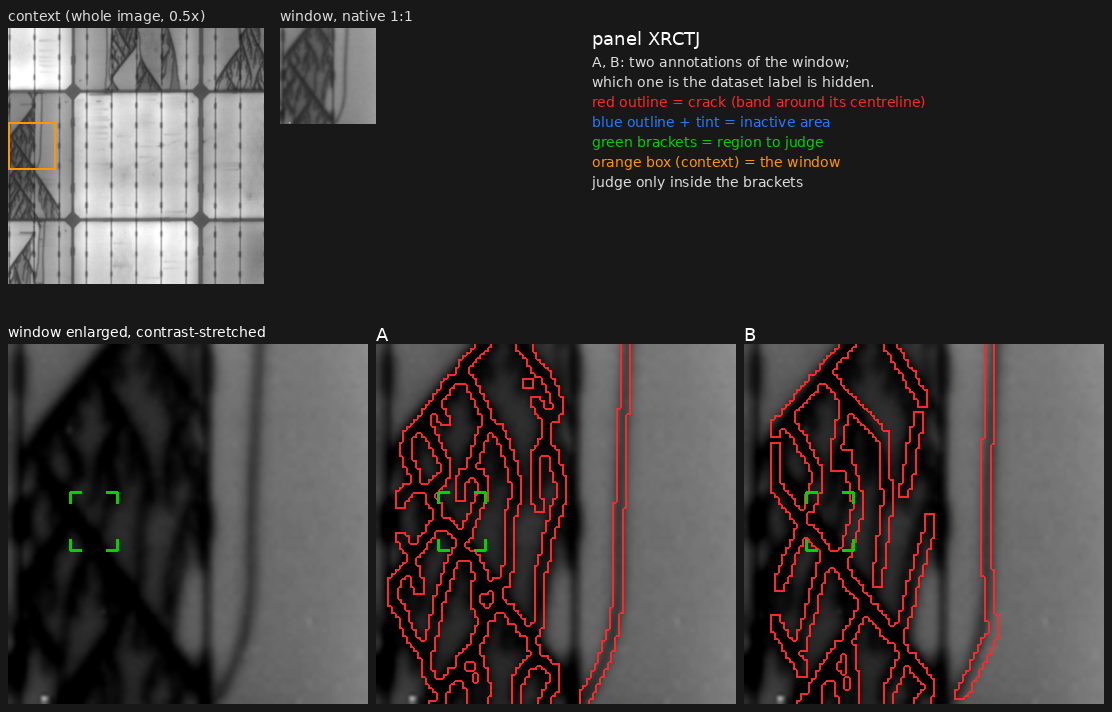 context (whole image, 0.5x)
window, native 1:1
panel XRCTJ
A, B: two annotations of the window;
which one is the dataset label is hidden.
red outline = crack (band around its centreline)
blue outline + tint = inactive area
green brackets = region to judge
orange box (context) = the window
judge only inside the brackets
window enlarged, contrast-stretched
A
B